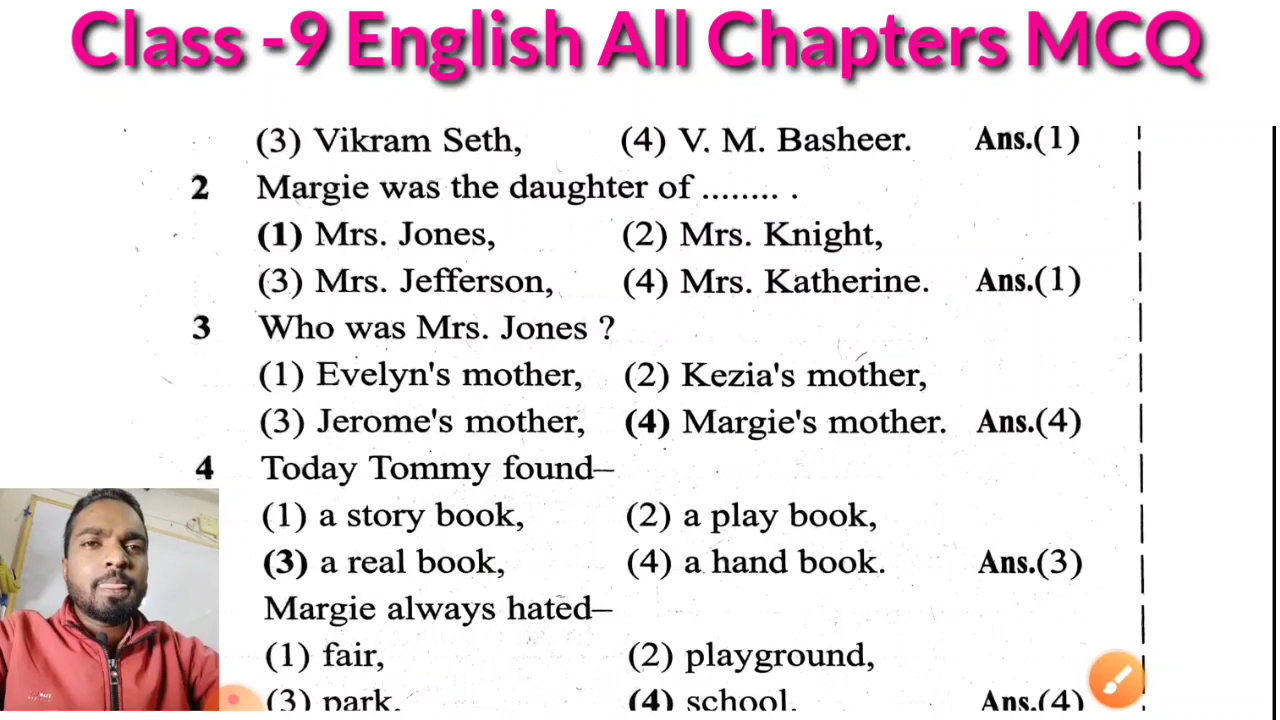 Class -9 English All Chapters MCQ
(3) Vikram Seth, (4) V. M. Basheer. Ans.(1)
2 Margie was the daughter of ........ .
(1) Mrs. Jones, (2) Mrs. Knight,
(3) Mrs. Jefferson, (4) Mrs. Katherine. Ans.(1)
3 Who was Mrs. Jones ?
(1) Evelyn's mother, (2) Kezia's mother,
(3) Jerome's mother, (4) Margie's mother. Ans.(4)
4 Today Tommy found–
(1) a story book, (2) a play book,
(3) a real book, (4) a hand book. Ans.(3)
Margie always hated–
(1) fair, (2) playground,
(3) park. (4) school. Ans.(4)